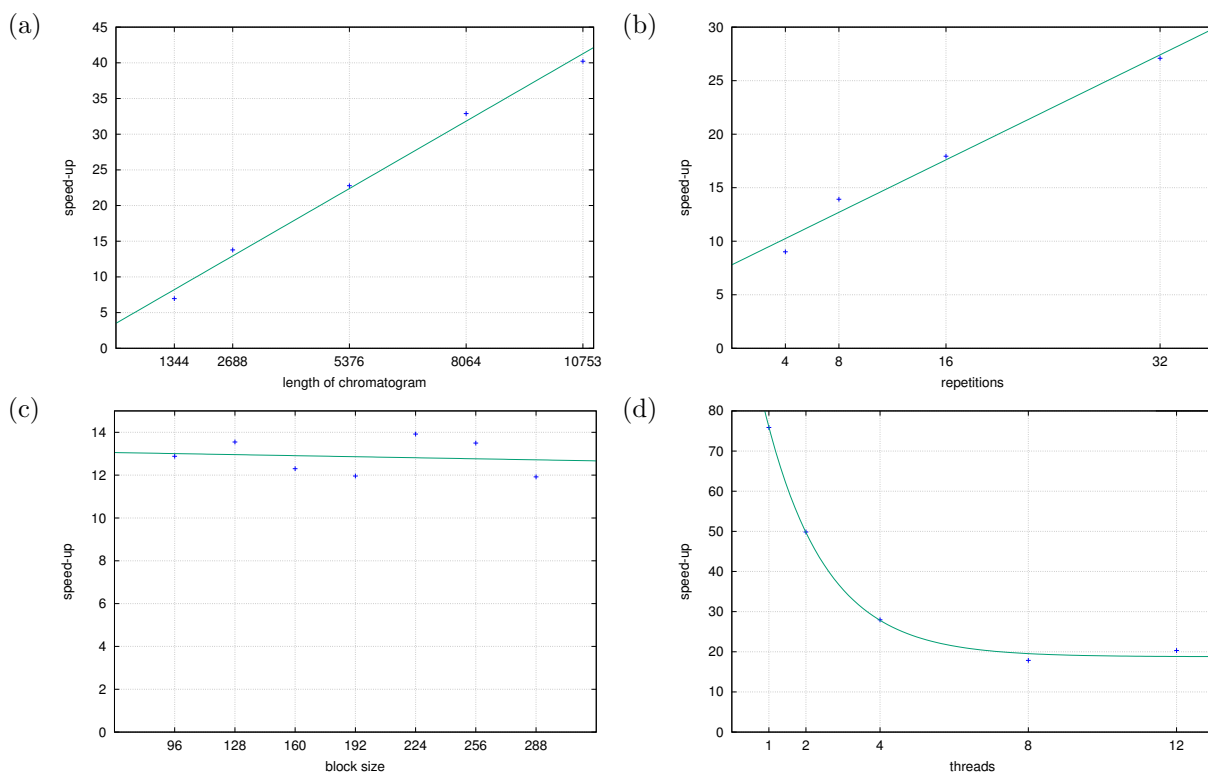 (a)
45
40
35
30
25
20
15
10
5
0
speed-up
1344 2688 5376 8064 10753
length of chromatogram
(b)
30
25
20
15
10
5
0
speed-up
4 8 16 32
repetitions
(c)
14
12
10
8
6
4
2
0
speed-up
96 128 160 192 224 256 288
block size
(d)
80
70
60
50
40
30
20
10
0
speed-up
1 2 4 8 12
threads